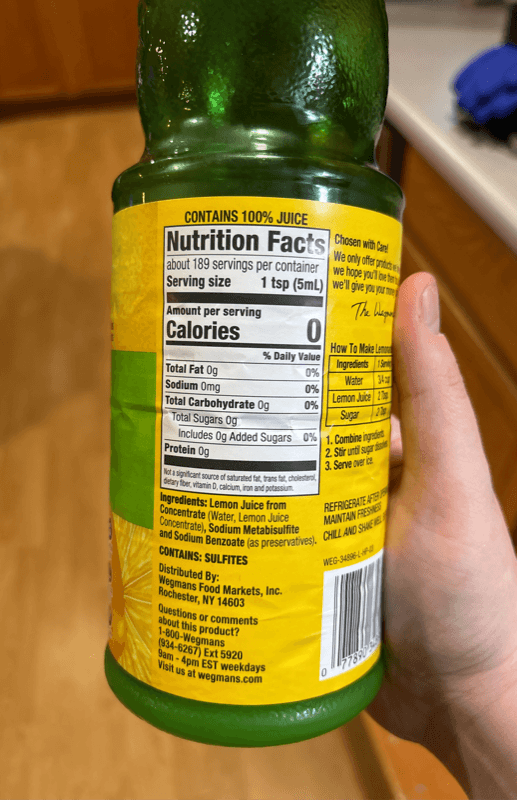 CONTAINS 100% JUICE
Nutrition Facts
about 189 servings per container
Serving size 1 tsp (5mL)
Amount per serving
Calories 0
% Daily Value
Total Fat 0g 0%
Sodium 0mg 0%
Total Carbohydrate 0g 0%
Total Sugars 0g
Includes 0g Added Sugars 0%
Protein 0g
Not a significant source of saturated fat, trans fat, cholesterol,
dietary fiber, vitamin D, calcium, iron and potassium.
Ingredients: Lemon Juice from
Concentrate (Water, Lemon Juice
Concentrate), Sodium Metabisulfite
and Sodium Benzoate (as preservatives).
CONTAINS: SULFITES
Distributed By:
Wegmans Food Markets, Inc.
Rochester, NY 14603
Questions or comments
about this product?
1-800-Wegmans
(934-6267) Ext 5920
9am - 4pm EST weekdays
Visit us at wegmans.com
Chosen with Care!
We only offer products
we hope you'll love
we'll give you your
The
How To Make
Ingredients
Water 3/4 cup
Lemon Juice
Sugar
1. Combine ingredients.
2. Stir until sugar
3. Serve over ice.
REFRIGERATE AFTER
MAINTAIN FRESHNESS
CHILL AND SHAKE WELL
0